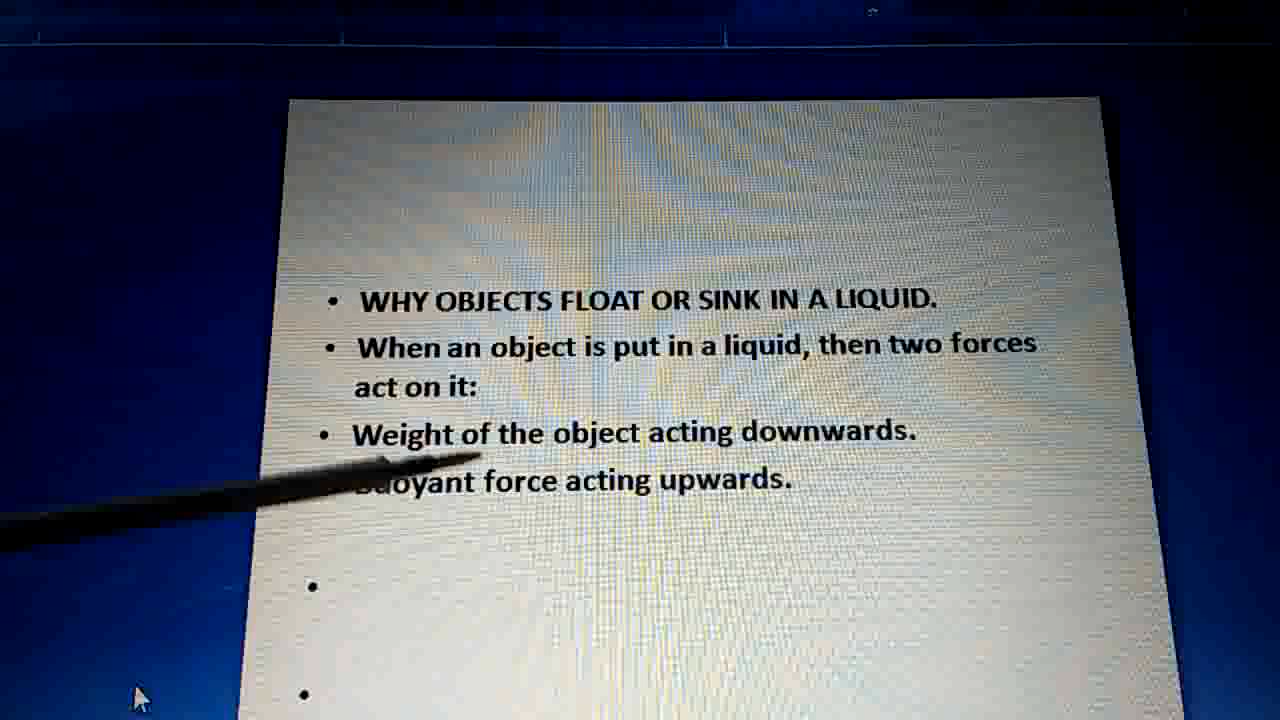 • WHY OBJECTS FLOAT OR SINK IN A LIQUID.
• When an object is put in a liquid, then two forces
act on it:
• Weight of the object acting downwards.
Buoyant force acting upwards.
•
•